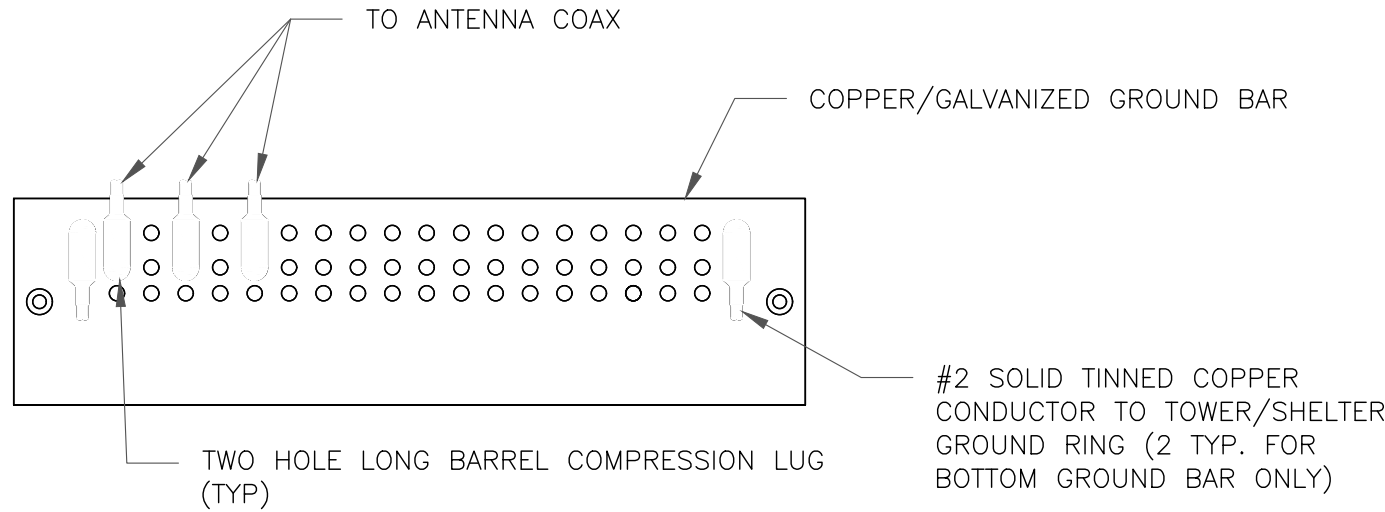 TO ANTENNA COAX
COPPER/GALVANIZED GROUND BAR
#2 SOLID TINNED COPPER
CONDUCTOR TO TOWER/SHELTER
GROUND RING (2 TYP. FOR
BOTTOM GROUND BAR ONLY)
TWO HOLE LONG BARREL COMPRESSION LUG
(TYP)